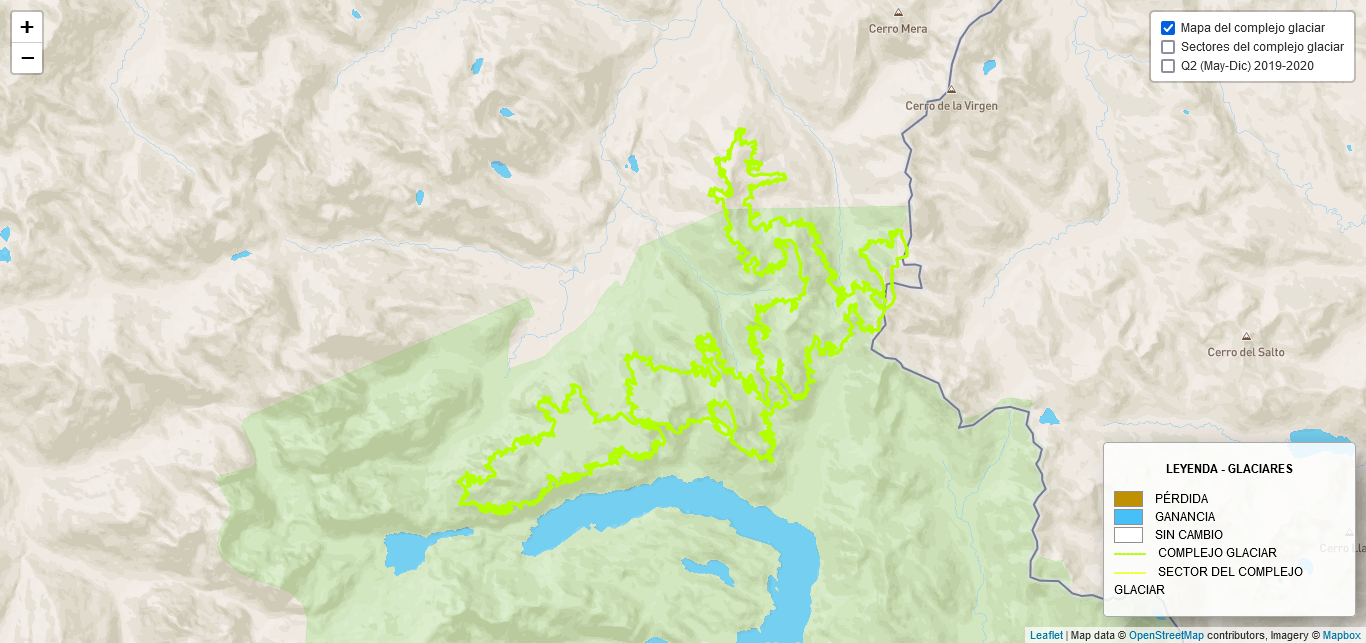 +
−
Cerro Mera
Cerro de la Virgen
Cerro del Salto
Mapa del complejo glaciar
Sectores del complejo glaciar
Q2 (May-Dic) 2019-2020
LEYENDA - GLACIARES
PÉRDIDA
GANANCIA
SIN CAMBIO
COMPLEJO GLACIAR
SECTOR DEL COMPLEJO
GLACIAR
Leaflet | Map data © OpenStreetMap contributors, Imagery © Mapbox